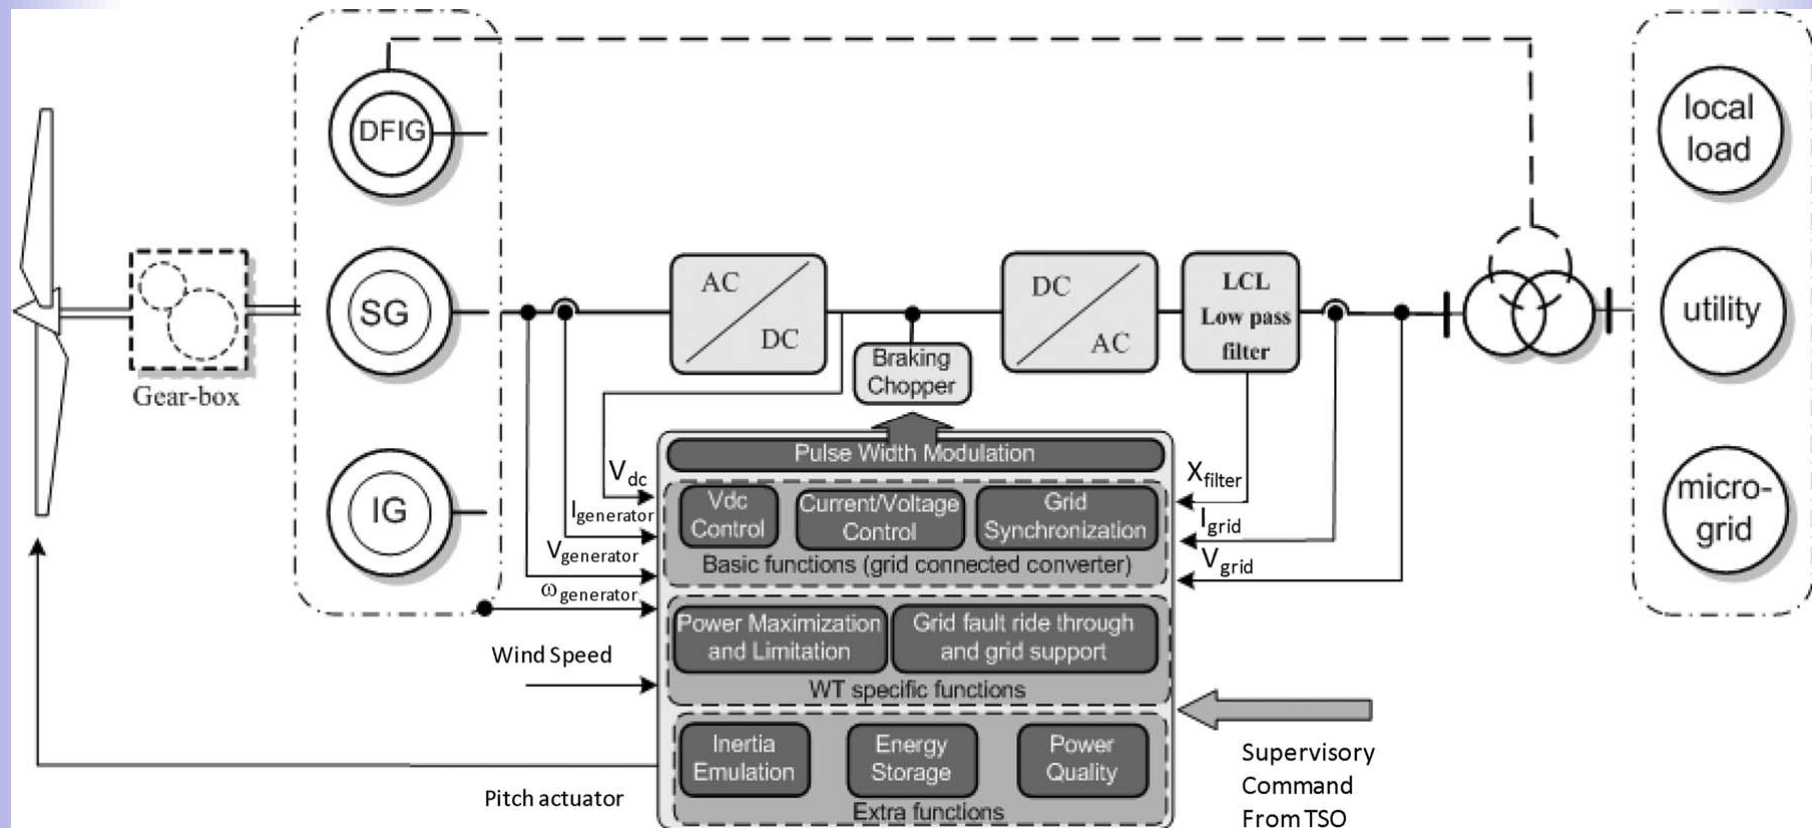 DFIG
SG
IG
Gear-box
AC
DC
Braking
Chopper
DC
AC
LCL
Low pass
filter
local
load
utility
micro-
grid
Pulse Width Modulation
Vdc
Igenerator
Vgenerator
ωgenerator
Wind Speed
Pitch actuator
Vdc
Control
Current/Voltage
Control
Grid
Synchronization
Basic functions (grid connected converter)
Power Maximization
and Limitation
Grid fault ride through
and grid support
WT specific functions
Inertia
Emulation
Energy
Storage
Power
Quality
Extra functions
Xfilter
Igrid
Vgrid
Supervisory
Command
From TSO